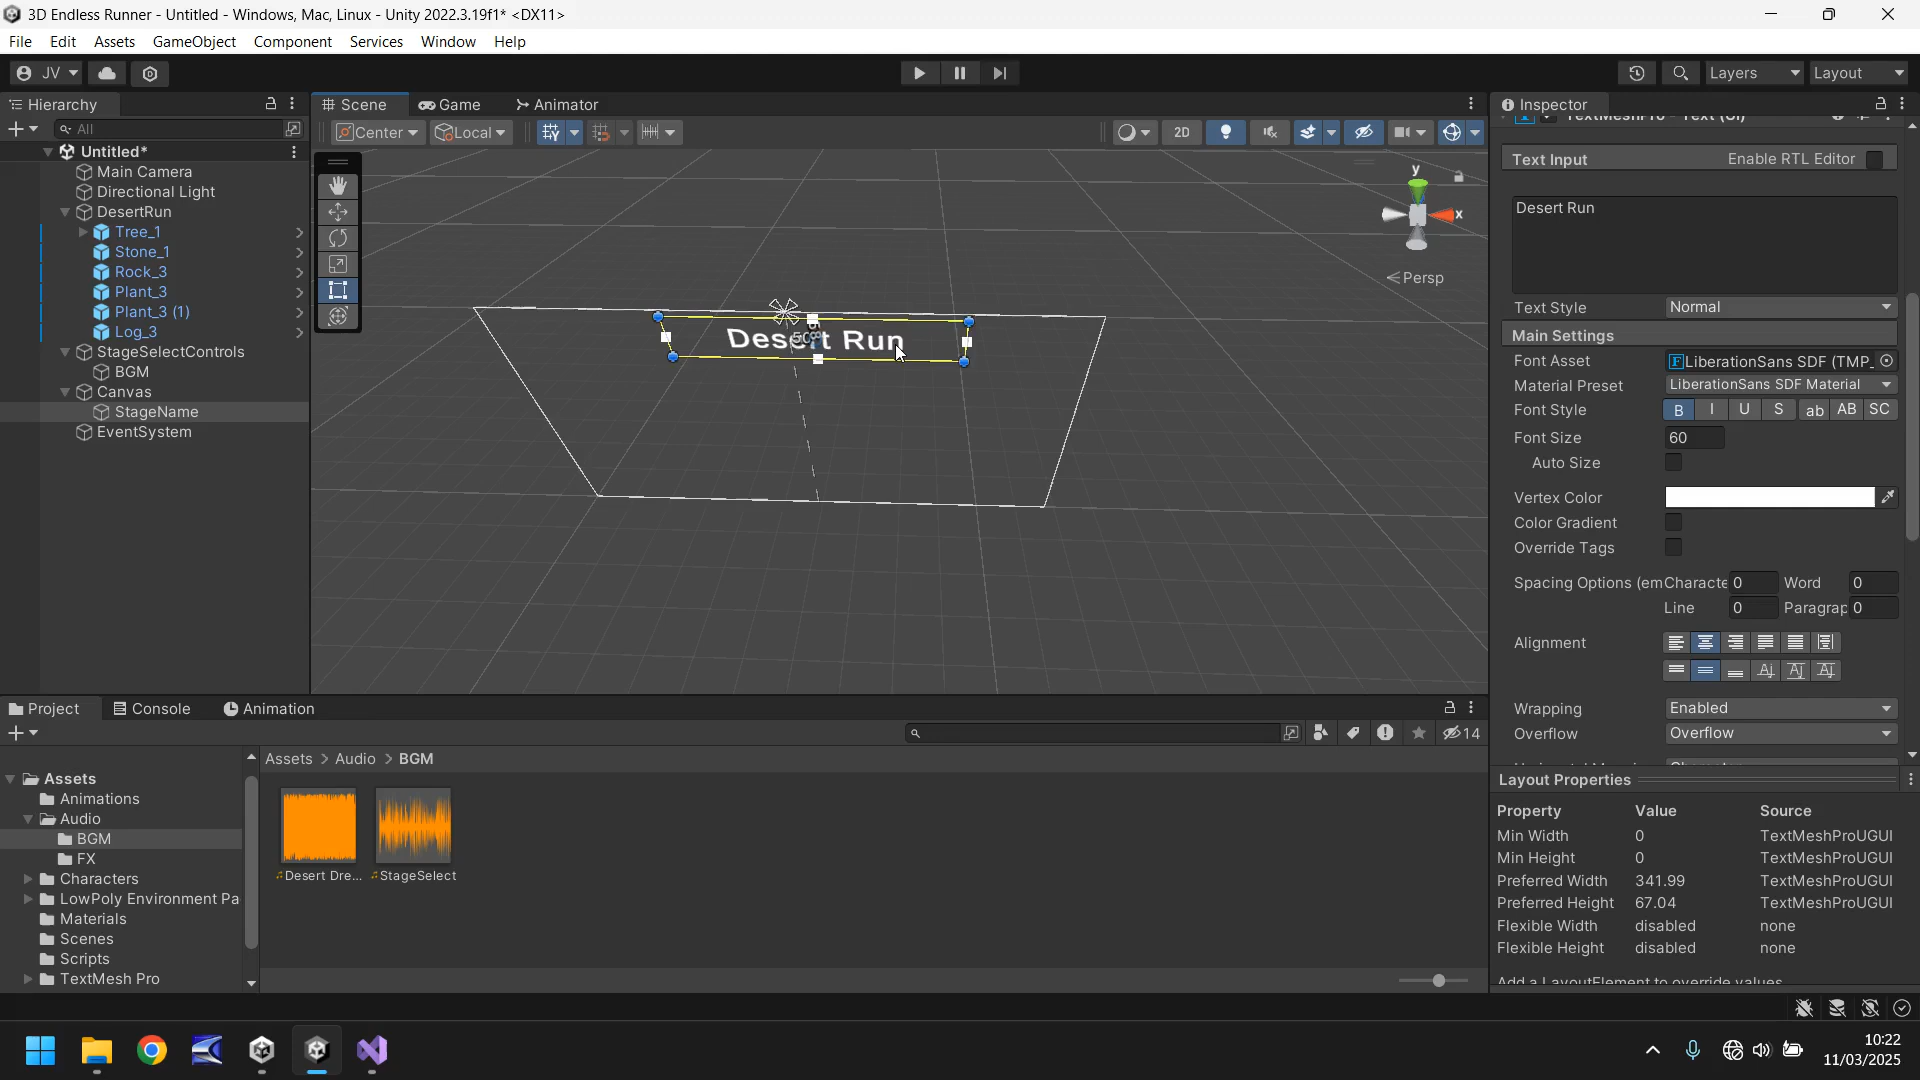 3D Endless Runner - Untitled - Windows, Mac, Linux - Unity 2022.3.19f1* <DX11>
File Edit Assets GameObject Component Services Window Help
JV Layers Layout
Hierarchy Scene Game Animator Inspector
All Center Local 2D
Untitled*
Main Camera
Directional Light
DesertRun
Tree_1
Stone_1
Rock_3
Plant_3
Plant_3 (1)
Log_3
StageSelectControls
BGM
Canvas
StageName
EventSystem
y
x
Persp
Desert Run
Text Input Enable RTL Editor
Desert Run
Text Style Normal
Main Settings
Font Asset LiberationSans SDF (TMP_
Material Preset LiberationSans SDF Material
Font Style B I U S ab AB SC
Font Size 60
Auto Size
Vertex Color
Color Gradient
Override Tags
Spacing Options (em Characte 0 Word 0
Line 0 Paragrap 0
Alignment
Wrapping Enabled
Overflow Overflow
Layout Properties
Property Value Source
Min Width 0 TextMeshProUGUI
Min Height 0 TextMeshProUGUI
Preferred Width 341.99 TextMeshProUGUI
Preferred Height 67.04 TextMeshProUGUI
Flexible Width disabled none
Flexible Height disabled none
Add a LayoutElement to override values
Project Console Animation
14
Assets > Audio > BGM
Assets
Animations
Audio
BGM
FX
Characters
LowPoly Environment Pa
Materials
Scenes
Scripts
TextMesh Pro
Desert Dre... StageSelect
10:22
11/03/2025